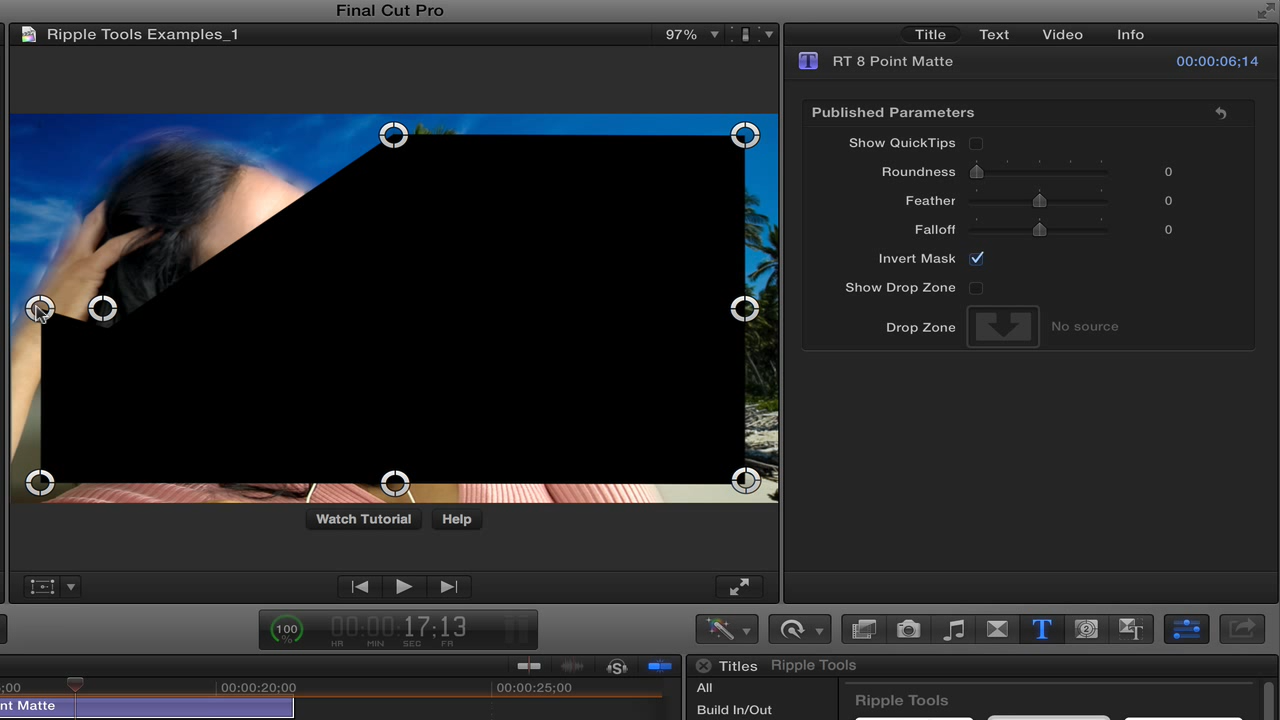 Final Cut Pro
Ripple Tools Examples_1
97%
Title Text Video Info
RT 8 Point Matte
00:00:06;14
Published Parameters
Show QuickTips
Roundness 0
Feather 0
Falloff 0
Invert Mask
Show Drop Zone
Drop Zone No source
Watch Tutorial Help
100
%
00:00:17;13
HR MIN SEC FR
T
T
S
;00 00:00:20;00 00:00:25;00
nt Matte
Titles Ripple Tools
All
Build In/Out
Ripple Tools